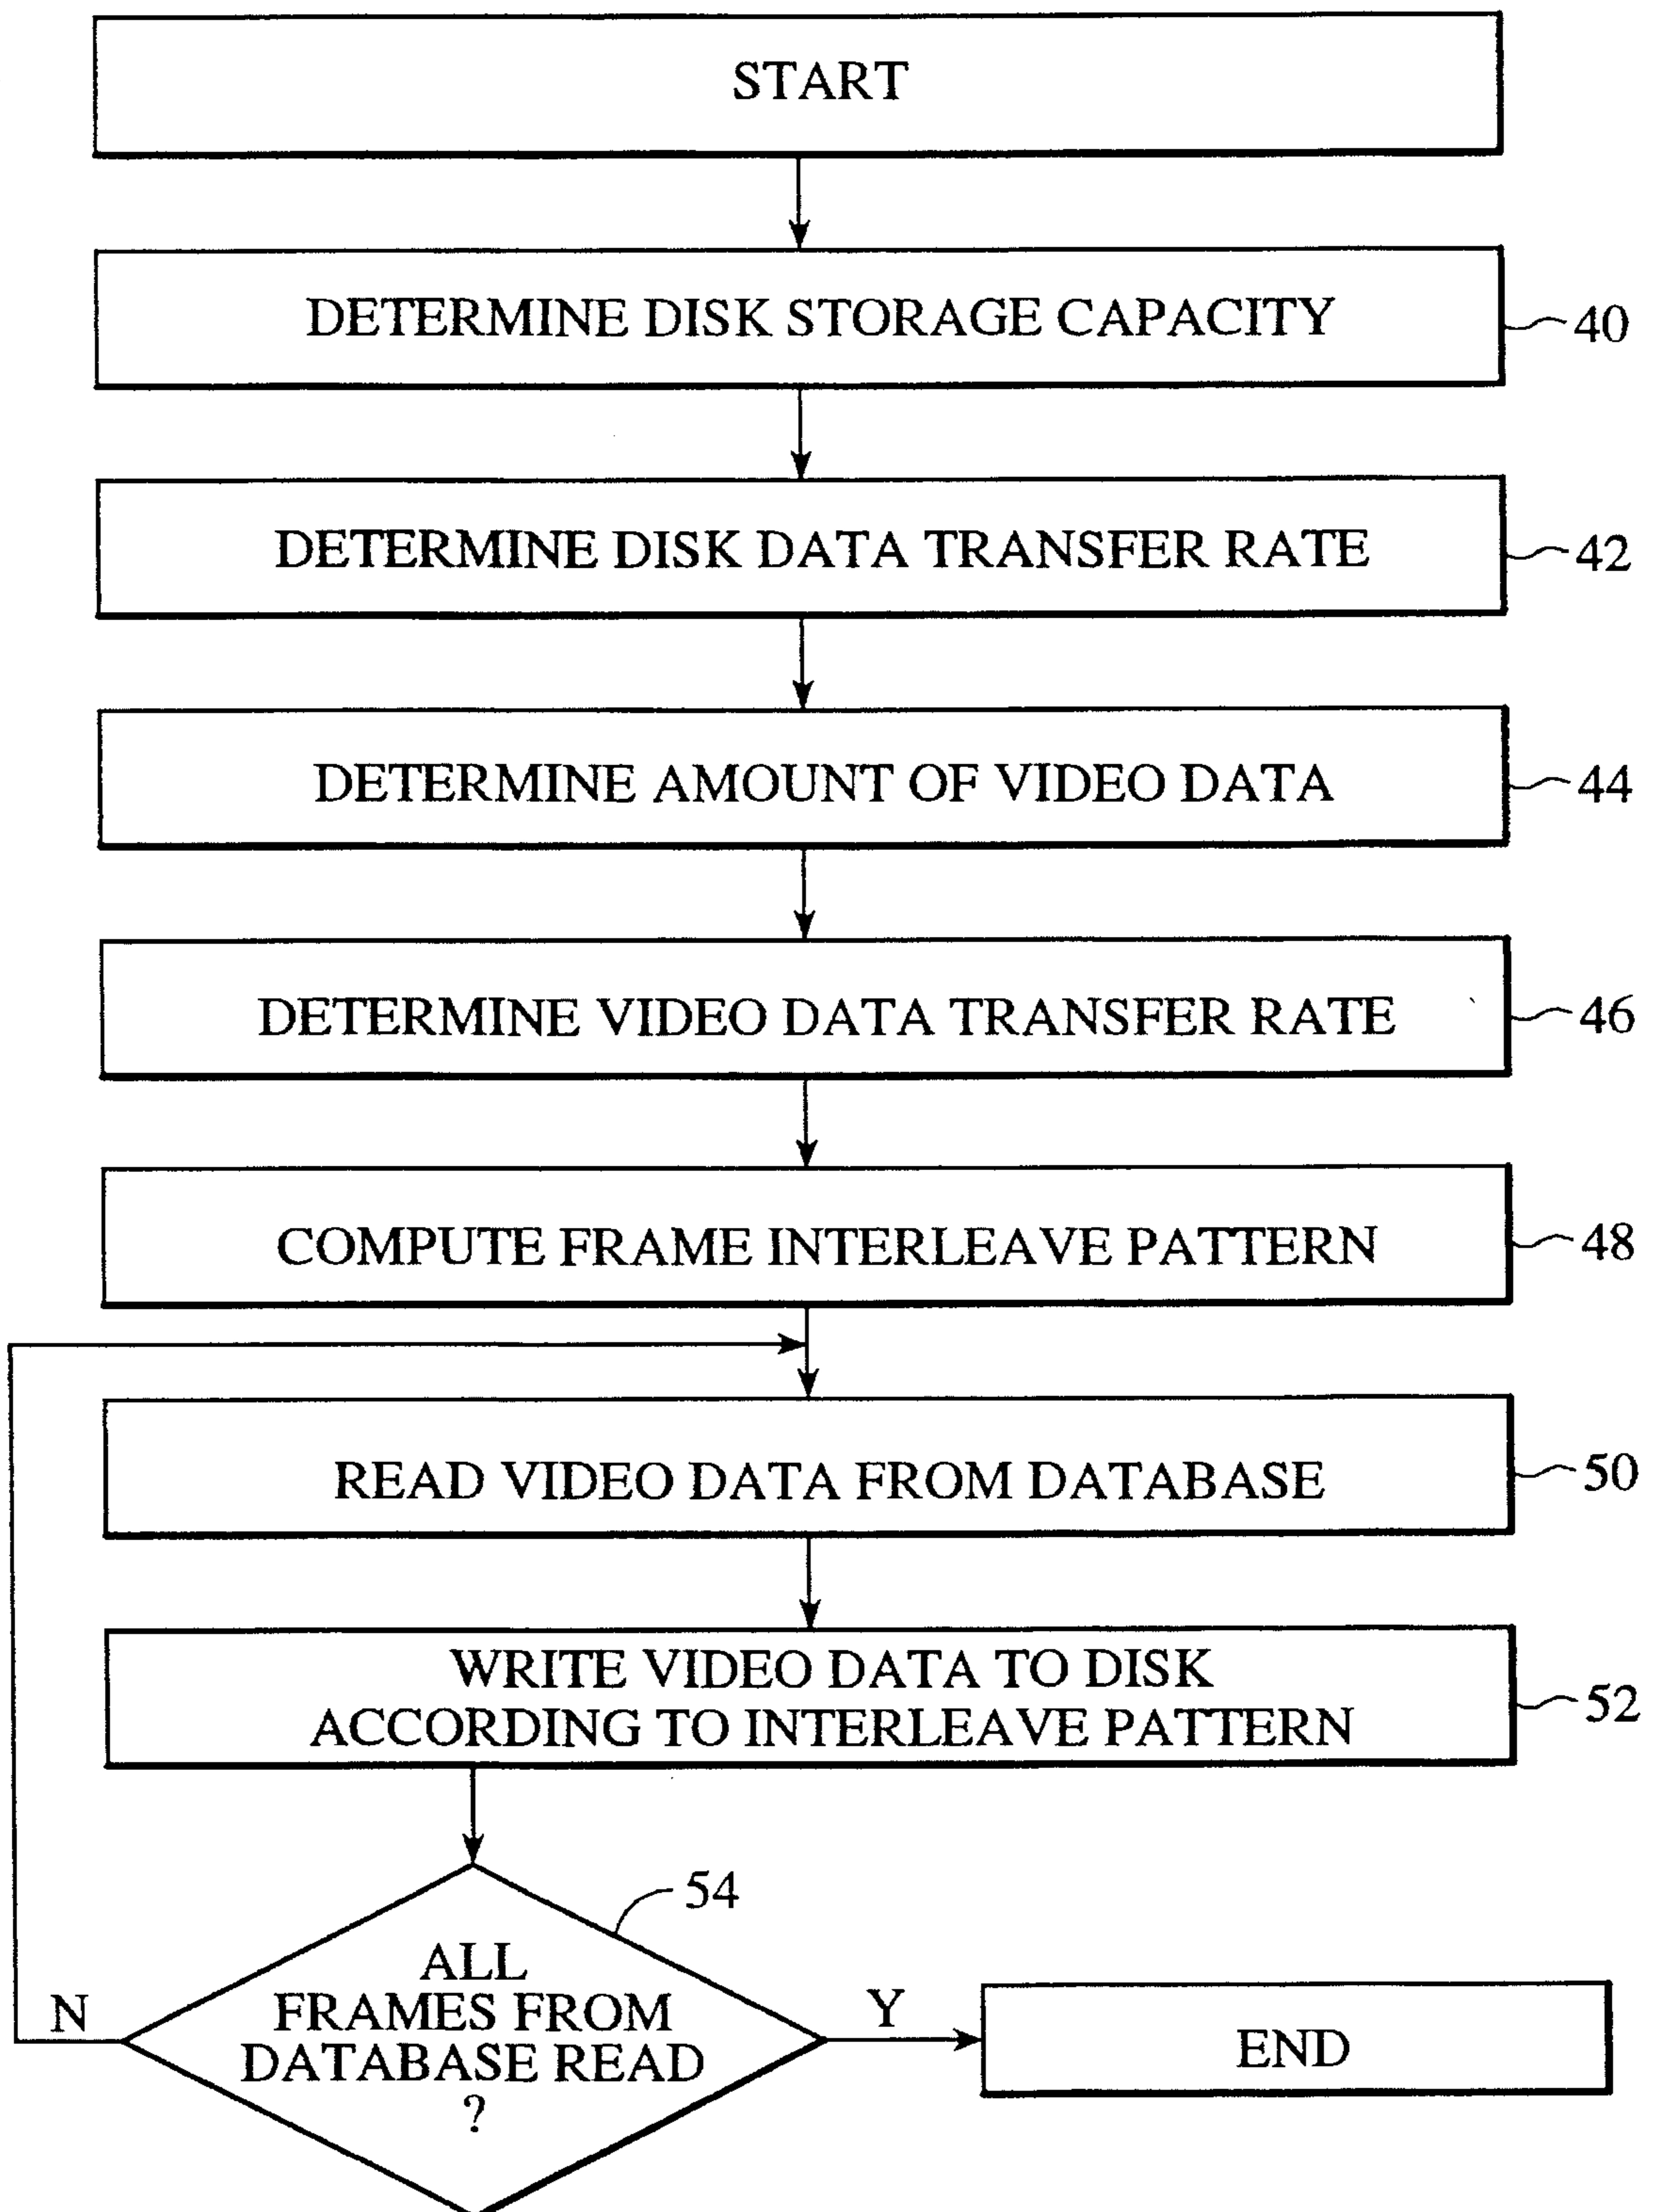 START
DETERMINE DISK STORAGE CAPACITY
40
DETERMINE DISK DATA TRANSFER RATE
42
DETERMINE AMOUNT OF VIDEO DATA
44
DETERMINE VIDEO DATA TRANSFER RATE
46
COMPUTE FRAME INTERLEAVE PATTERN
48
READ VIDEO DATA FROM DATABASE
50
WRITE VIDEO DATA TO DISK
ACCORDING TO INTERLEAVE PATTERN
52
54
ALL
FRAMES FROM
DATABASE READ
?
N
Y
END